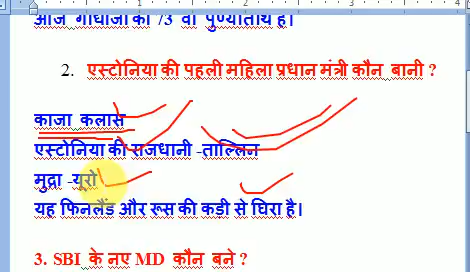 आज गांधीजी की 73 वीं पुण्यतिथि है।
2. एस्टोनिया की पहली महिला प्रधान मंत्री कौन बानी ?
काजा कलास
एस्टोनिया की राजधानी -ताल्लिन
मुद्रा -यूरो
यह फिनलैंड और रूस की कड़ी से घिरा है।
3. SBI के नए MD कौन बने ?